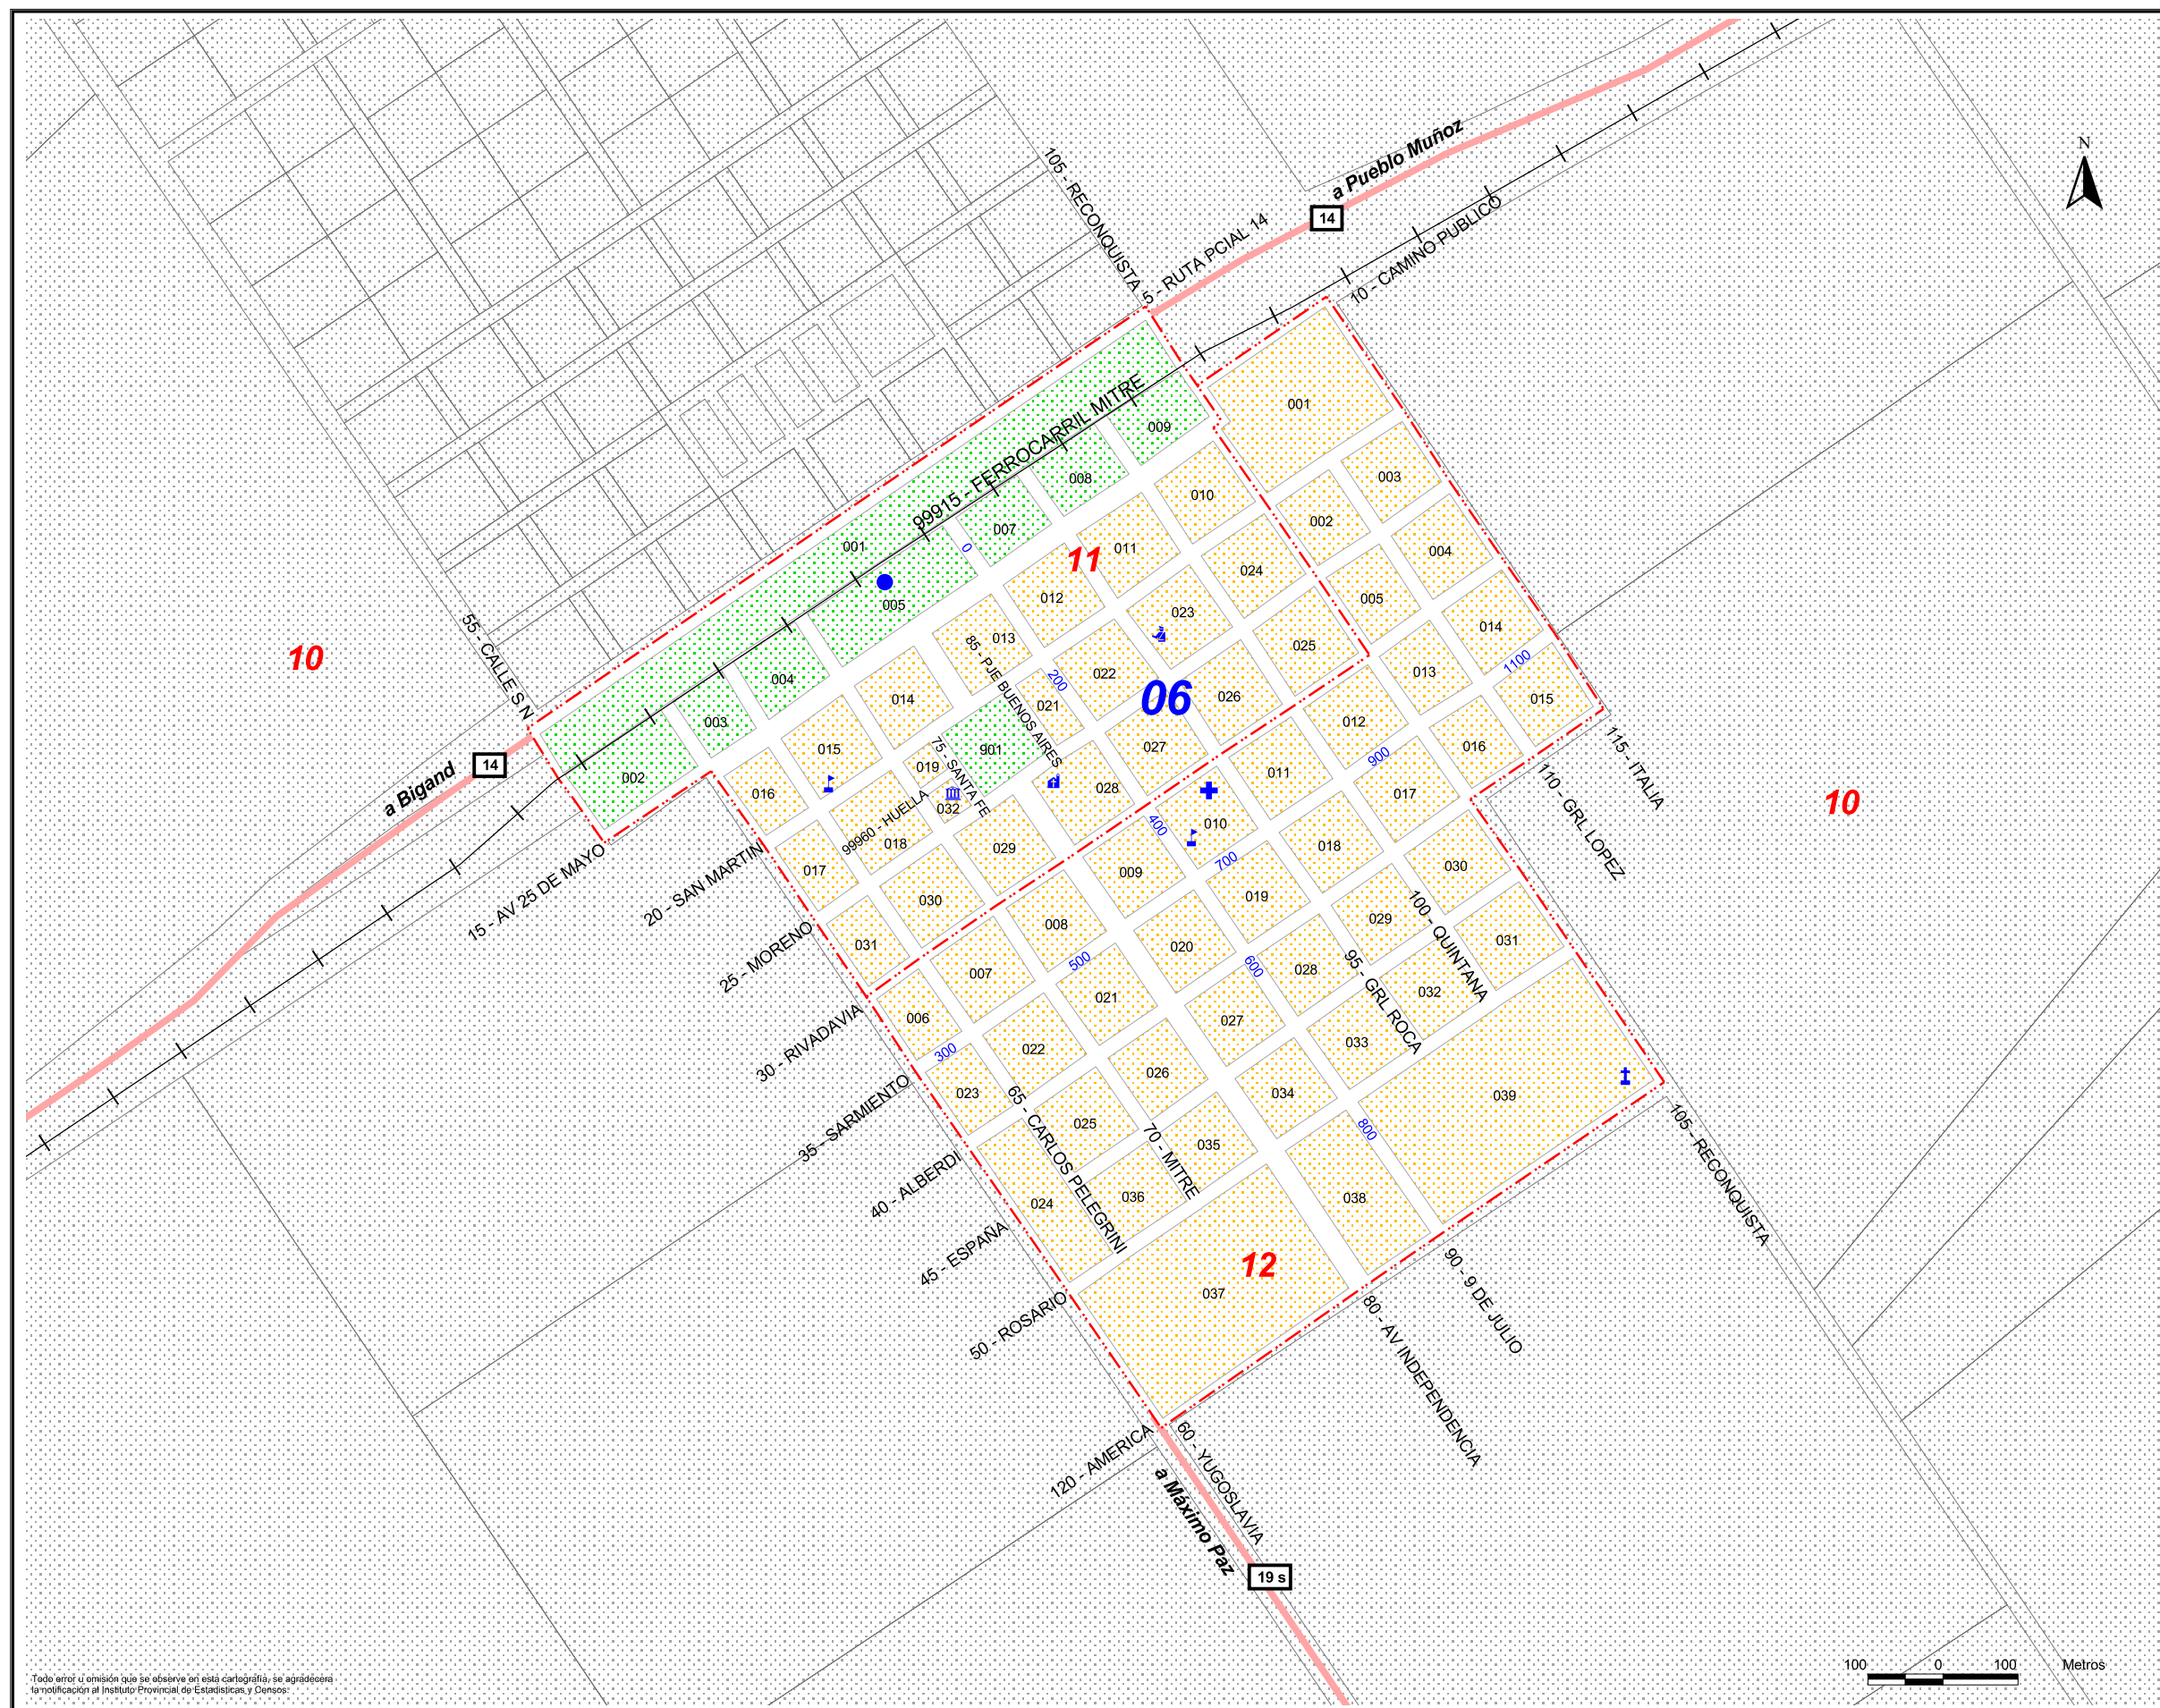 N
a Pueblo Muñoz
14
105 - RECONQUISTA
5 - RUTA PCIAL 14
10 - CAMINO PUBLICO
99915 - FERROCARRIL MITRE
001
009
001
008
003
010
007
0
002
001
011
11
004
024
005
012
023
005
10
55 - CALLE S N
013
85 - PJE BUENOS AIRES
025
014
1100
004
022
200
013
06
026
015
014
021
003
012
115 - ITALIA
14
a Bigand
002
015
901
75 - SANTA FE
019
027
016
900
011
110 - GRL LOPEZ
10
016
028
017
99960 - HUELLA
032
010
400
15 - AV 25 DE MAYO
20 - SAN MARTIN
018
029
700
018
030
017
009
019
100 - QUINTANA
030
008
029
25 - MORENO
031
020
031
007
500
600
028
95 - GRL ROCA
032
021
30 - RIVADAVIA
006
027
033
022
300
026
35 - SARMIENTO
023
65 - CARLOS PELEGRINI
034
039
025
70 - MITRE
035
800
105 - RECONQUISTA
40 - ALBERDI
024
036
038
45 - ESPAÑA
12
037
90 - 9 DE JULIO
50 - ROSARIO
80 - AV INDEPENDENCIA
120 - AMERICA
60 - YUGOSLAVIA
a Máximo Paz
19 s
100 0 100 Metros
Todo error u omisión que se observe en esta cartografía, se agradecera
la notificación al Instituto Provincial de Estadisticas y Censos.